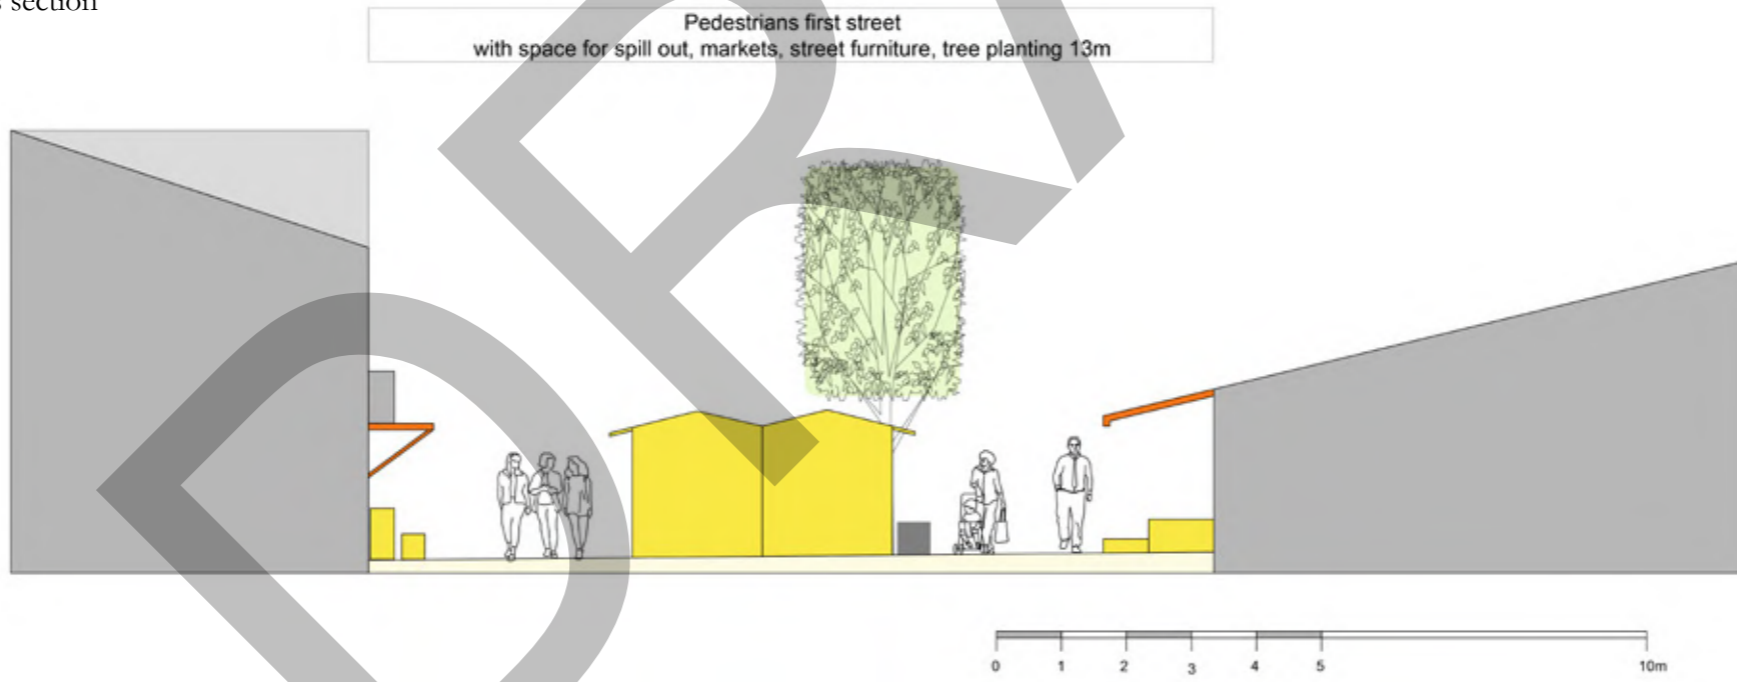 section
Pedestrians first street
with space for spill out, markets, street furniture, tree planting 13m
DRA
0 1 2 3 4 5 10m